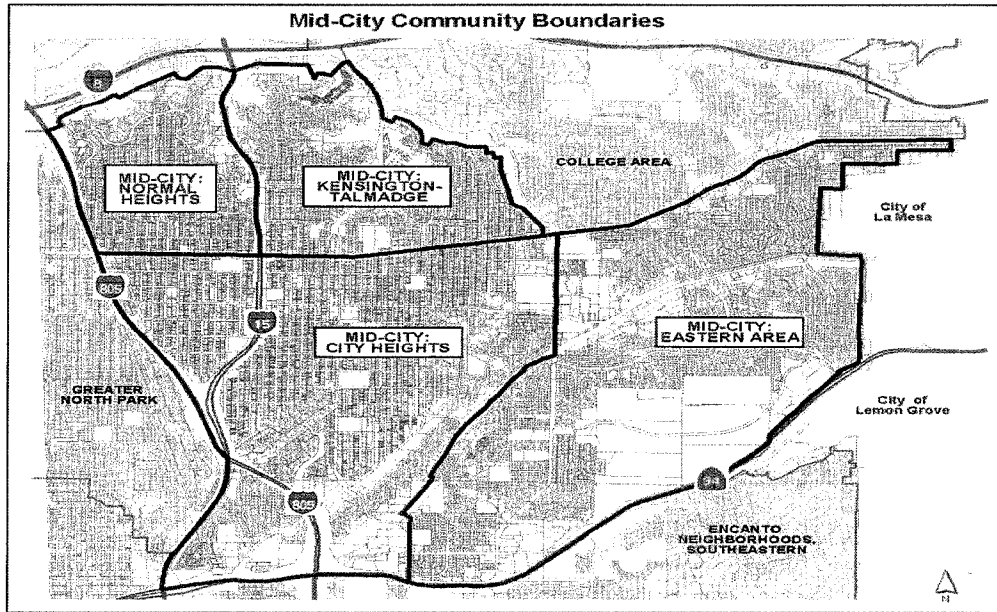 Mid-City Community Boundaries
8
MID-CITY:
NORMAL
HEIGHTS
MID-CITY:
KENSINGTON-
TALMADGE
COLLEGE AREA
City of
La Mesa
805
15
MID-CITY:
CITY HEIGHTS
MID-CITY:
EASTERN AREA
GREATER
NORTH PARK
City of
Lemon Grove
805
94
ENCANTO
NEIGHBORHOODS,
SOUTHEASTERN
N